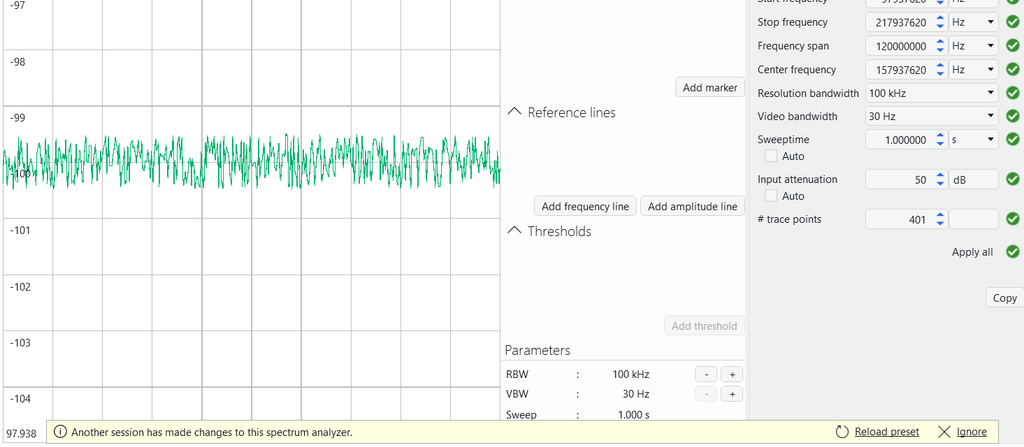 -97
-98
-99
-100
-101
-102
-103
-104
97.938
Add marker
Reference lines
Add frequency line Add amplitude line
Thresholds
Add threshold
Parameters
RBW : 100 kHz - +
VBW : 30 Hz - +
Sweep : 1.000 s
Start frequency 97937620 Hz
Stop frequency 217937620 Hz
Frequency span 120000000 Hz
Center frequency 157937620 Hz
Resolution bandwidth 100 kHz
Video bandwidth 30 Hz
Sweeptime 1.000000 s
Auto
Input attenuation 50 dB
Auto
# trace points 401
Apply all
Copy
Another session has made changes to this spectrum analyzer. Reload preset Ignore